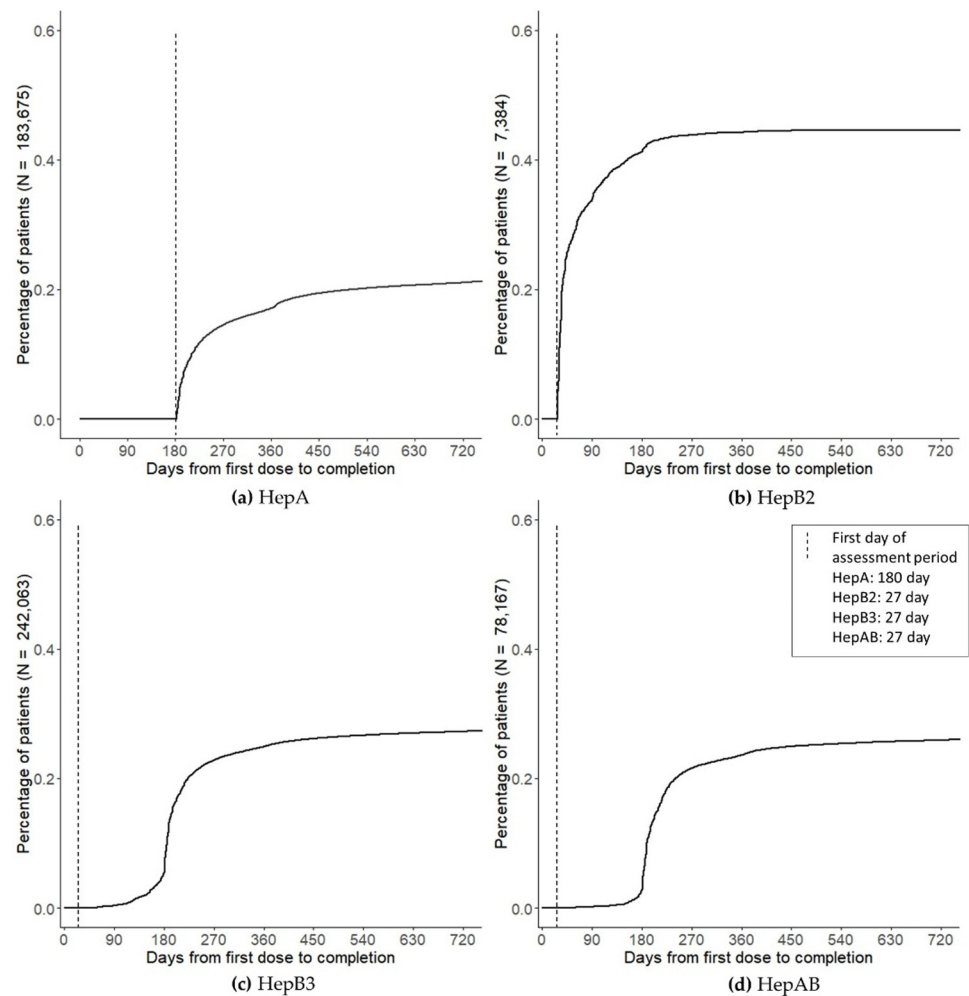 0.6
0.4
0.2
0.0
Percentage of patients (N = 183,675)
0 90 180 270 360 450 540 630 720
Days from first dose to completion
(a) HepA
0.6
0.4
0.2
0.0
Percentage of patients (N = 7,384)
0 90 180 270 360 450 540 630 720
Days from first dose to completion
(b) HepB2
0.6
0.4
0.2
0.0
Percentage of patients (N = 242,063)
0 90 180 270 360 450 540 630 720
Days from first dose to completion
(c) HepB3
0.6
0.4
0.2
0.0
Percentage of patients (N = 78,167)
First day of
assessment period
HepA: 180 day
HepB2: 27 day
HepB3: 27 day
HepAB: 27 day
0 90 180 270 360 450 540 630 720
Days from first dose to completion
(d) HepAB